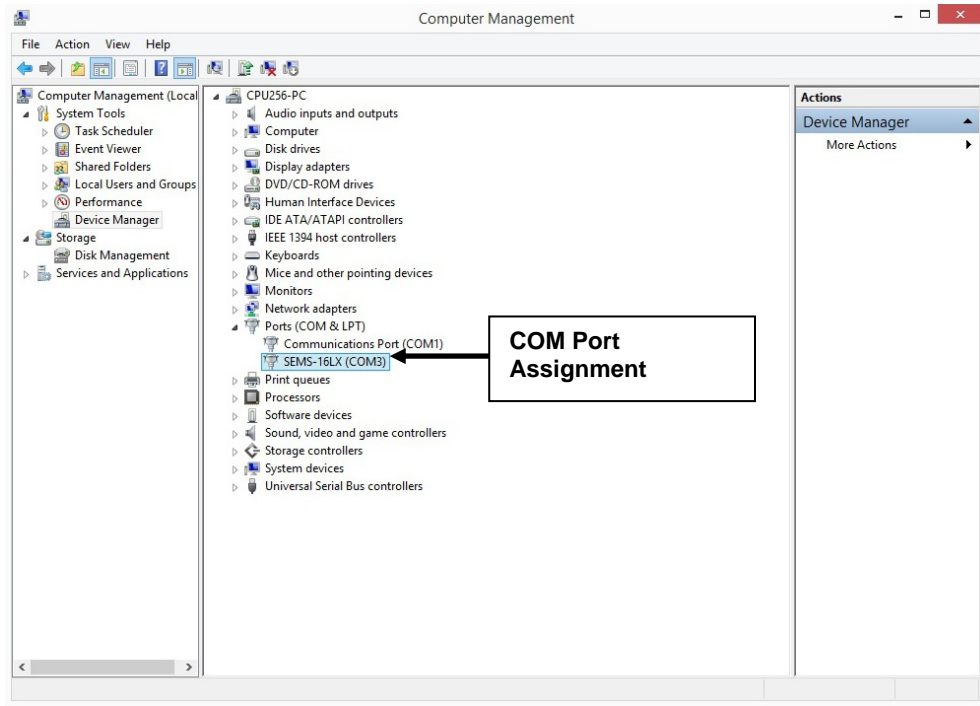 Computer Management
File Action View Help
Computer Management (Local
System Tools
Task Scheduler
Event Viewer
Shared Folders
Local Users and Groups
Performance
Device Manager
Storage
Disk Management
Services and Applications
CPU256-PC
Audio inputs and outputs
Computer
Disk drives
Display adapters
DVD/CD-ROM drives
Human Interface Devices
IDE ATA/ATAPI controllers
IEEE 1394 host controllers
Keyboards
Mice and other pointing devices
Monitors
Network adapters
Ports (COM & LPT)
Communications Port (COM1)
SEMS-16LX (COM3)
Print queues
Processors
Software devices
Sound, video and game controllers
Storage controllers
System devices
Universal Serial Bus controllers
COM Port
Assignment
Actions
Device Manager
More Actions